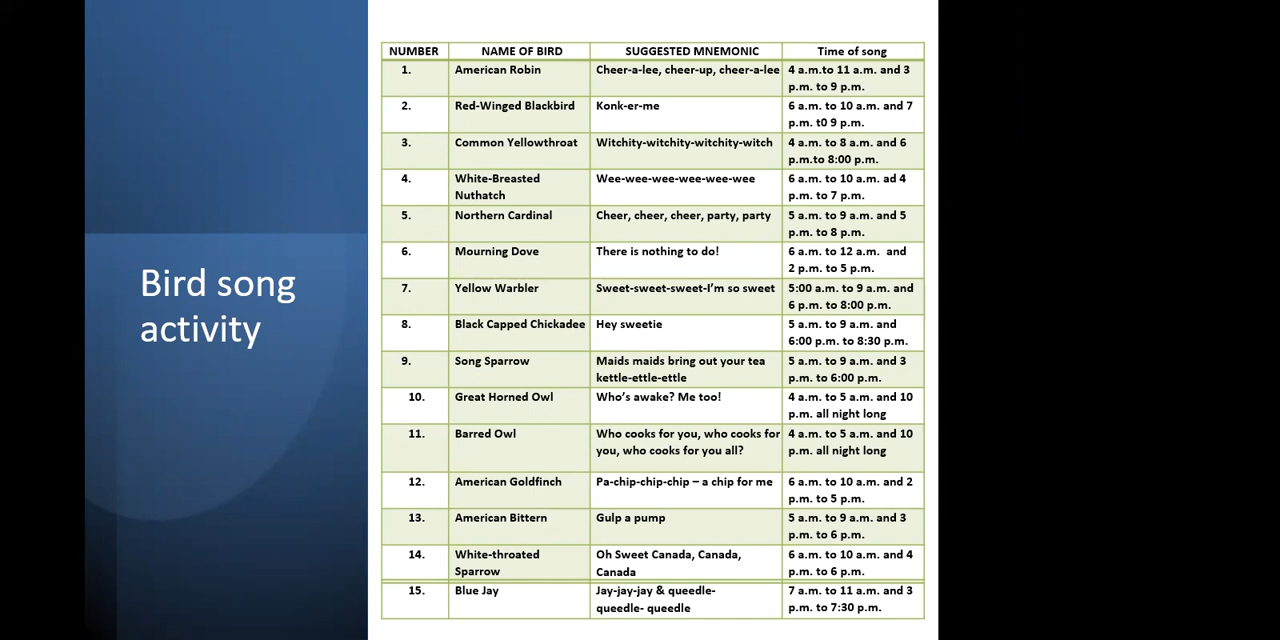 Bird song
activity
NUMBER NAME OF BIRD SUGGESTED MNEMONIC Time of song
1. American Robin Cheer-a-lee, cheer-up, cheer-a-lee 4 a.m.to 11 a.m. and 3
p.m. to 9 p.m.
2. Red-Winged Blackbird Konk-er-me 6 a.m. to 10 a.m. and 7
p.m. t0 9 p.m.
3. Common Yellowthroat Witchity-witchity-witchity-witch 4 a.m. to 8 a.m. and 6
p.m.to 8:00 p.m.
4. White-Breasted Wee-wee-wee-wee-wee-wee 6 a.m. to 10 a.m. ad 4
Nuthatch p.m. to 7 p.m.
5. Northern Cardinal Cheer, cheer, cheer, party, party 5 a.m. to 9 a.m. and 5
p.m. to 8 p.m.
6. Mourning Dove There is nothing to do! 6 a.m. to 12 a.m. and
2 p.m. to 5 p.m.
7. Yellow Warbler Sweet-sweet-sweet-I'm so sweet 5:00 a.m. to 9 a.m. and
6 p.m. to 8:00 p.m.
8. Black Capped Chickadee Hey sweetie 5 a.m. to 9 a.m. and
6:00 p.m. to 8:30 p.m.
9. Song Sparrow Maids maids bring out your tea 5 a.m. to 9 a.m. and 3
kettle-ettle-ettle p.m. to 6:00 p.m.
10. Great Horned Owl Who's awake? Me too! 4 a.m. to 5 a.m. and 10
p.m. all night long
11. Barred Owl Who cooks for you, who cooks for 4 a.m. to 5 a.m. and 10
you, who cooks for you all? p.m. all night long
12. American Goldfinch Pa-chip-chip-chip – a chip for me 6 a.m. to 10 a.m. and 2
p.m. to 5 p.m.
13. American Bittern Gulp a pump 5 a.m. to 9 a.m. and 3
p.m. to 6 p.m.
14. White-throated Oh Sweet Canada, Canada, 6 a.m. to 10 a.m. and 4
Sparrow Canada p.m. to 6 p.m.
15. Blue Jay Jay-jay-jay & queedle- 7 a.m. to 11 a.m. and 3
queedle- queedle p.m. to 7:30 p.m.